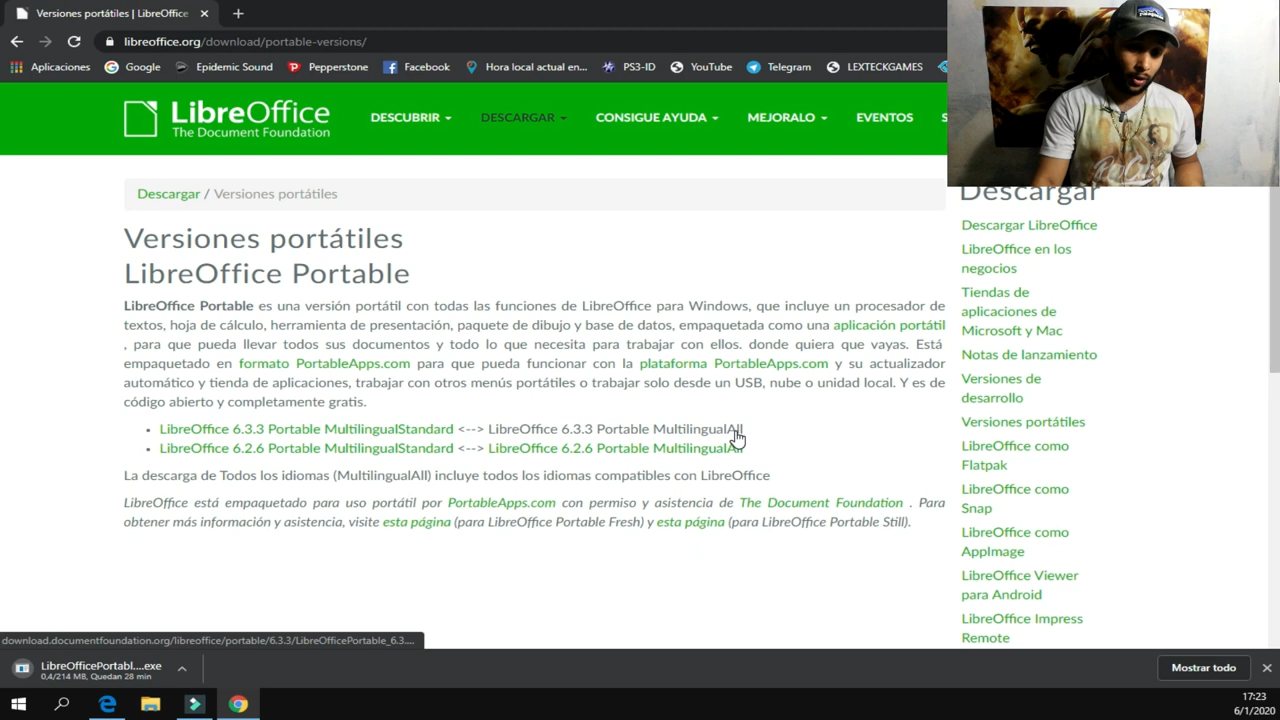 Versiones portátiles | LibreOffice
libreoffice.org/download/portable-versions/
Aplicaciones Google Epidemic Sound Pepperstone Facebook Hora local actual en... PS3-ID YouTube Telegram LEXTECKGAMES
LibreOffice
The Document Foundation
DESCUBRIR DESCARGAR CONSIGUE AYUDA MEJORALO EVENTOS S
Descargar / Versiones portátiles
Versiones portátiles
LibreOffice Portable
LibreOffice Portable es una versión portátil con todas las funciones de LibreOffice para Windows, que incluye un procesador de
textos, hoja de cálculo, herramienta de presentación, paquete de dibujo y base de datos, empaquetada como una aplicación portátil
, para que pueda llevar todos sus documentos y todo lo que necesita para trabajar con ellos. donde quiera que vayas. Está
empaquetado en formato PortableApps.com para que pueda funcionar con la plataforma PortableApps.com y su actualizador
automático y tienda de aplicaciones, trabajar con otros menús portátiles o trabajar solo desde un USB, nube o unidad local. Y es de
código abierto y completamente gratis.
• LibreOffice 6.3.3 Portable MultilingualStandard <--> LibreOffice 6.3.3 Portable MultilingualAll
• LibreOffice 6.2.6 Portable MultilingualStandard <--> LibreOffice 6.2.6 Portable MultilingualAll
La descarga de Todos los idiomas (MultilingualAll) incluye todos los idiomas compatibles con LibreOffice
LibreOffice está empaquetado para uso portátil por PortableApps.com con permiso y asistencia de The Document Foundation . Para
obtener más información y asistencia, visite esta página (para LibreOffice Portable Fresh) y esta página (para LibreOffice Portable Still).
Descargar
Descargar LibreOffice
LibreOffice en los
negocios
Tiendas de
aplicaciones de
Microsoft y Mac
Notas de lanzamiento
Versiones de
desarrollo
Versiones portátiles
LibreOffice como
Flatpak
LibreOffice como
Snap
LibreOffice como
AppImage
LibreOffice Viewer
para Android
LibreOffice Impress
Remote
download.documentfoundation.org/libreoffice/portable/6.3.3/LibreOfficePortable_6.3....
LibreOfficePortabl....exe
0,4/214 MB, Quedan 28 min
Mostrar todo
17:23
6/1/2020